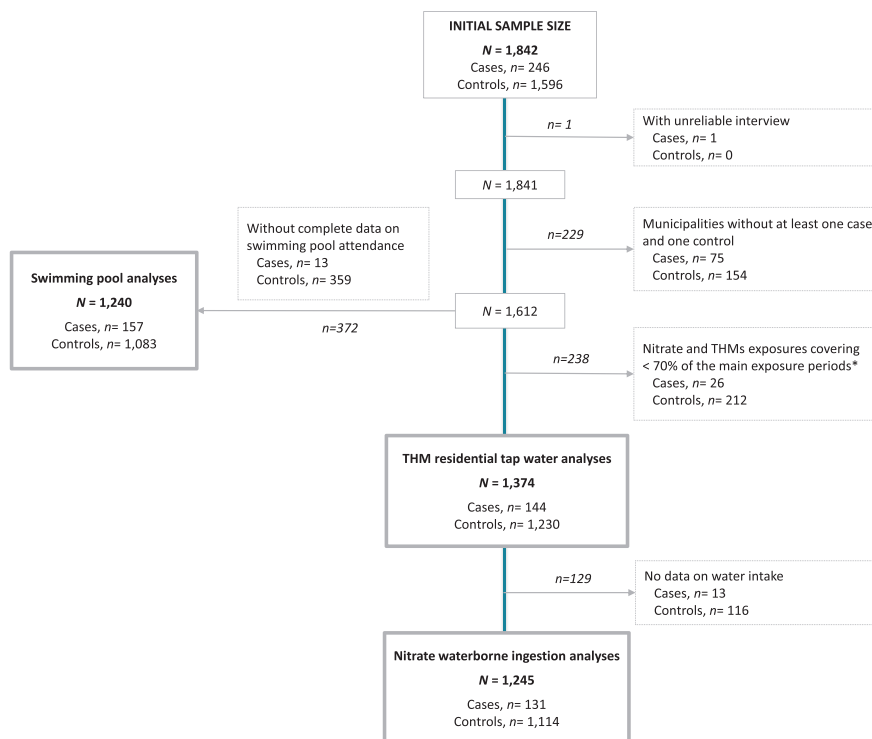 INITIAL SAMPLE SIZE
N = 1,842
Cases, n= 246
Controls, n= 1,596
n= 1
With unreliable interview
Cases, n= 1
Controls, n= 0
N = 1,841
n=229
Municipalities without at least one case
and one control
Cases, n= 75
Controls, n= 154
Without complete data on
swimming pool attendance
Cases, n= 13
Controls, n= 359
Swimming pool analyses
N = 1,240
Cases, n= 157
Controls, n= 1,083
n=372
N = 1,612
n=238
Nitrate and THMs exposures covering
< 70% of the main exposure periods*
Cases, n= 26
Controls, n= 212
THM residential tap water analyses
N = 1,374
Cases, n= 144
Controls, n= 1,230
n=129
No data on water intake
Cases, n= 13
Controls, n= 116
Nitrate waterborne ingestion analyses
N = 1,245
Cases, n= 131
Controls, n= 1,114